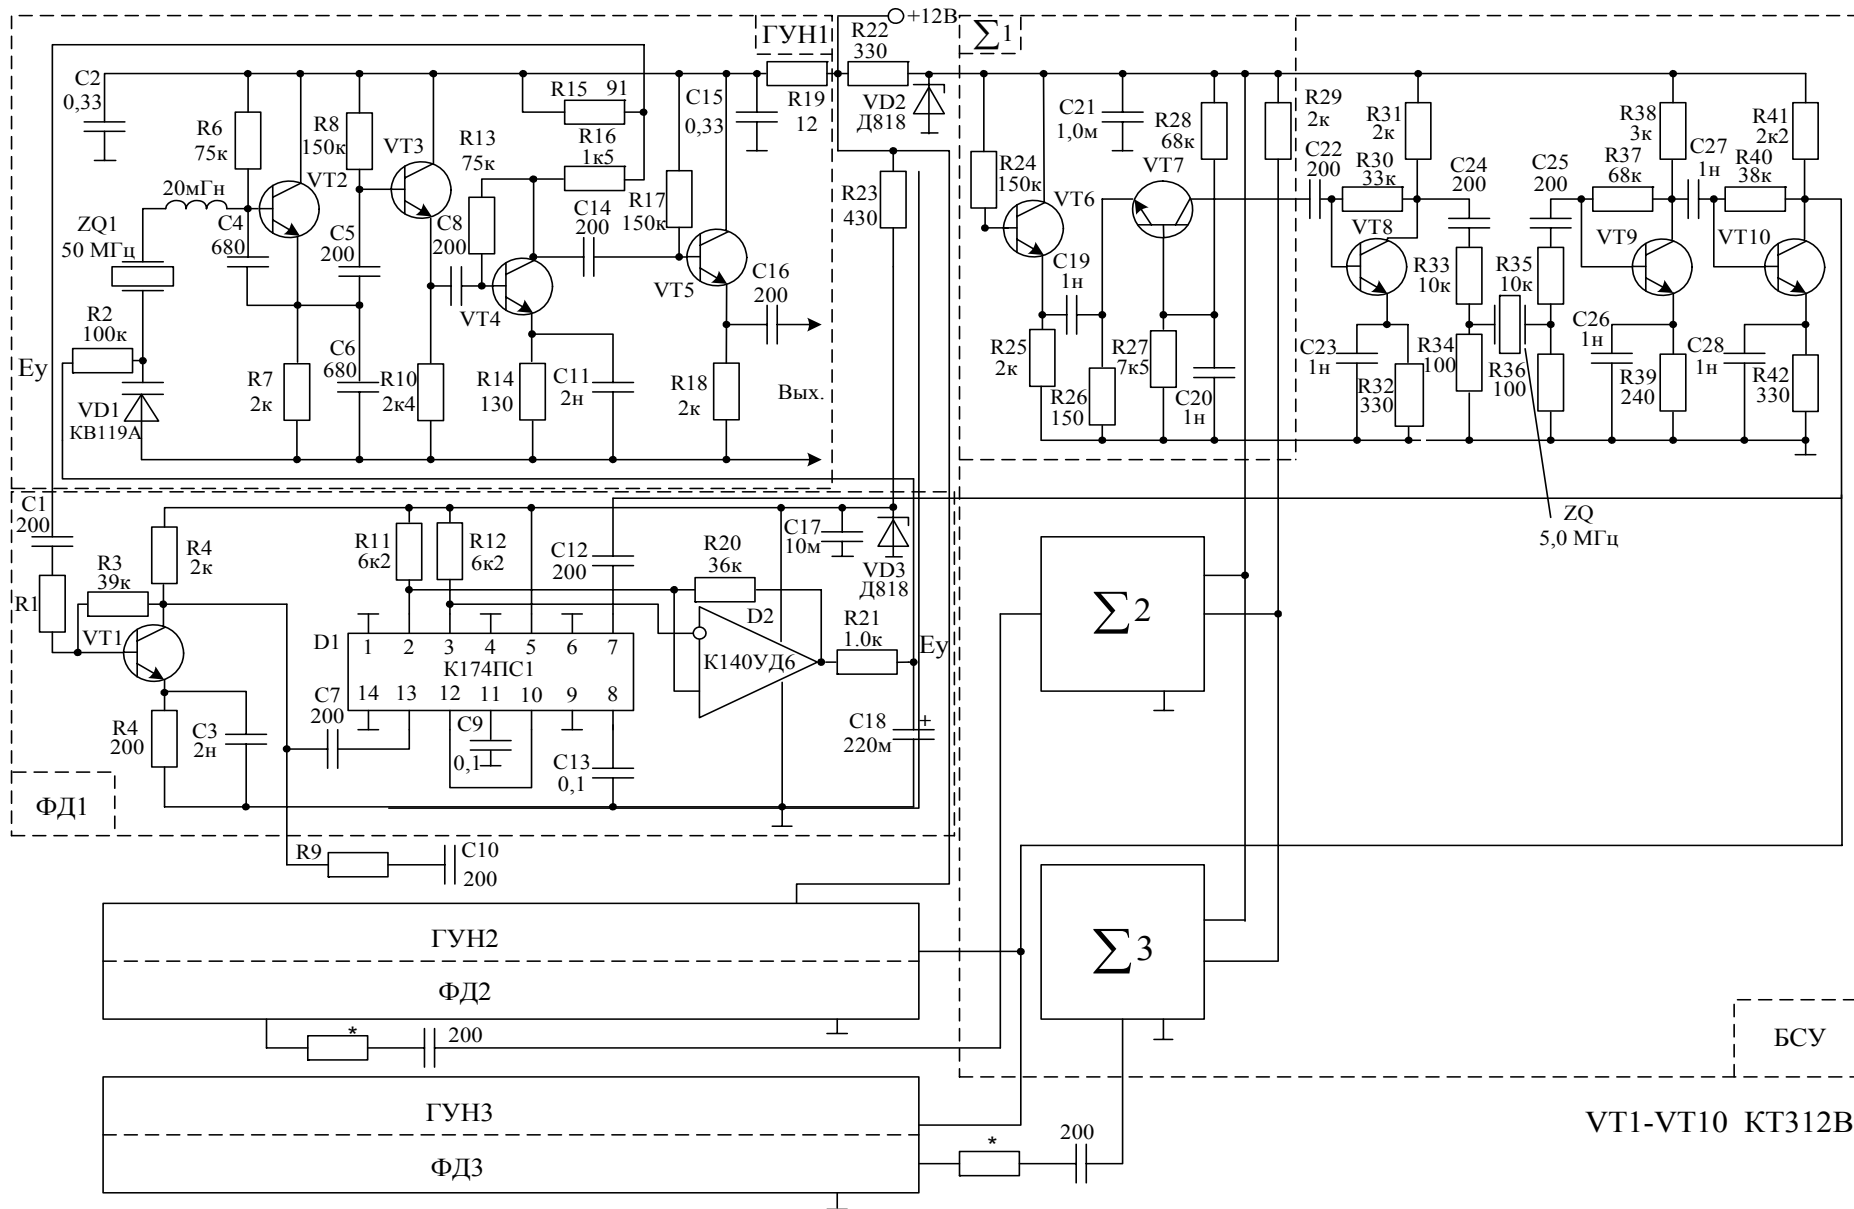 +12В
ГУН1
R22
330
Σ1
C2
0,33
R15 91
C15
0,33
R19
12
VD2
Д818
C21
1,0м
R28
68к
R29
2к
R31
2к
R38
3к
C27
1н
R41
2к2
R6
75к
R8
150к
VT3
R13
75к
R16
1к5
R17
150к
R23
430
R24
150к
VT6
VT7
C22
200
R30
33к
C24
200
C25
200
R37
68к
R40
38к
20мГн
VT2
ZQ1
50 МГц
C4
680
C5
200
C8
200
C14
200
VT4
VT5
C16
200
C19
1н
VT8
R33
10к
R35
10к
VT9
VT10
R2
100к
Еу
VD1
КВ119А
R7
2к
C6
680
R10
2к4
R14
130
C11
2н
R18
2к
Вых.
R25
2к
R26
150
R27
7к5
C20
1н
C23
1н
R32
330
R34
100
R36
100
C26
1н
R39
240
C28
1н
R42
330
ZQ
5,0 МГц
C1
200
R4
2к
R3
39к
R1
VT1
R11
6к2
R12
6к2
C12
200
R20
36к
C17
10м
VD3
Д818
D1
1 2 3 4 5 6 7
К174ПС1
14 13 12 11 10 9 8
D2
К140УД6
R21
1.0к
Еу
R4
200
C3
2н
C7
200
C9
0,1
C13
0,1
C18
220м
+
ФД1
R9
C10
200
Σ2
Σ3
ГУН2
ФД2
*
200
ГУН3
ФД3
*
200
БСУ
VT1-VT10 КТ312В